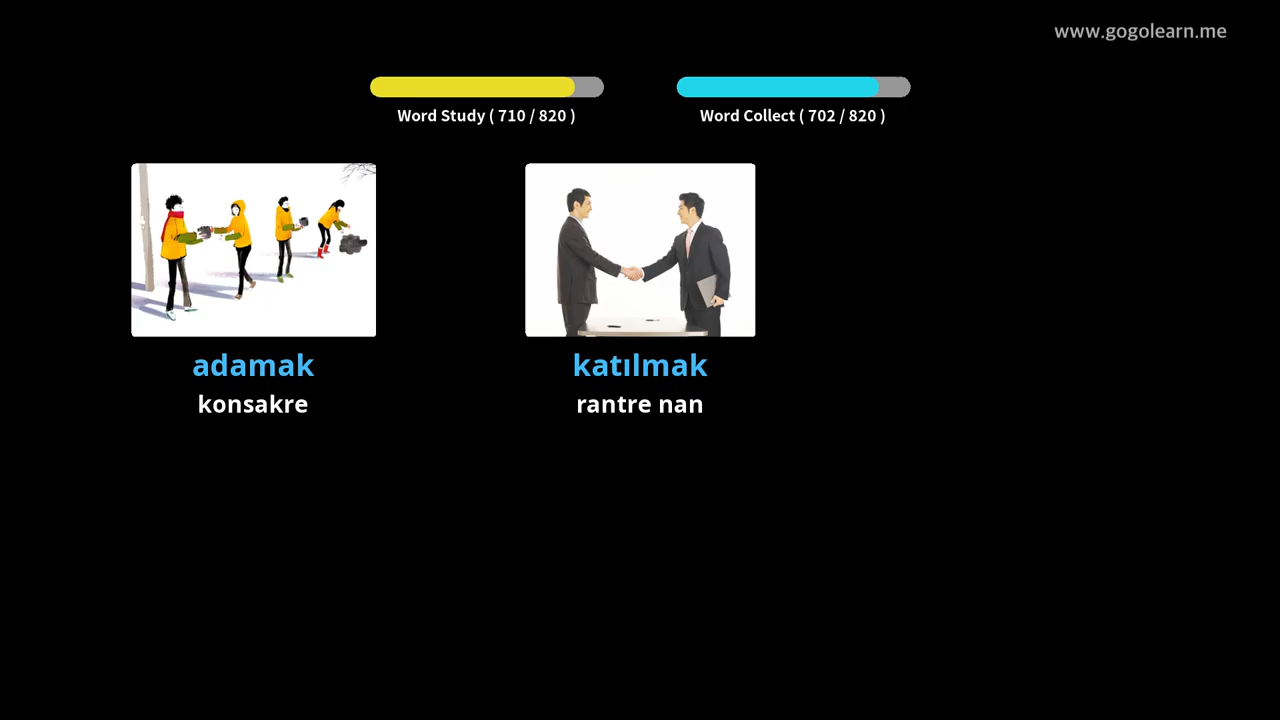 www.gogolearn.me
Word Study ( 710 / 820 )
Word Collect ( 702 / 820 )
adamak
konsakre
katılmak
rantre nan